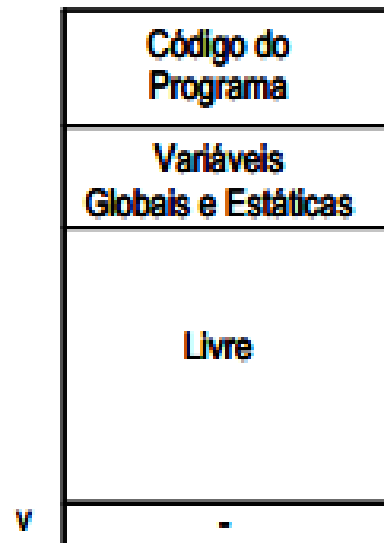 Código do
Programa
Variáveis
Globais e Estáticas
Livre
v -